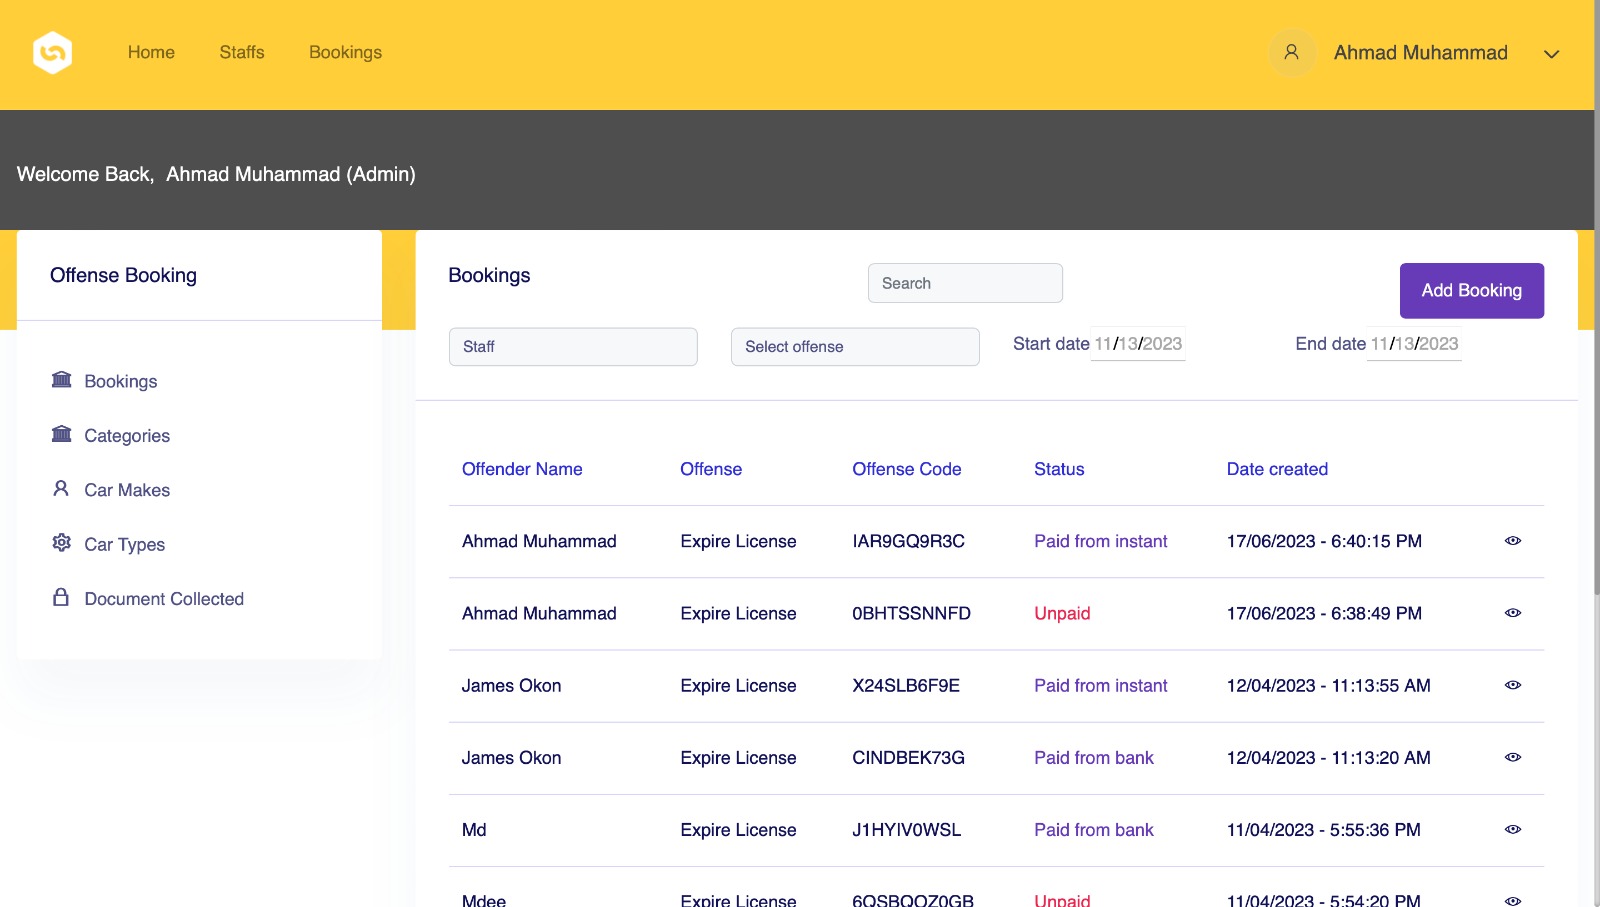 Home Staffs Bookings Ahmad Muhammad
Welcome Back, Ahmad Muhammad (Admin)
Offense Booking
Bookings
Categories
Car Makes
Car Types
Document Collected
Bookings Search Add Booking
Staff Select offense Start date 11/13/2023 End date 11/13/2023
Offender Name Offense Offense Code Status Date created
Ahmad Muhammad Expire License IAR9GQ9R3C Paid from instant 17/06/2023 - 6:40:15 PM
Ahmad Muhammad Expire License 0BHTSSNNFD Unpaid 17/06/2023 - 6:38:49 PM
James Okon Expire License X24SLB6F9E Paid from instant 12/04/2023 - 11:13:55 AM
James Okon Expire License CINDBEK73G Paid from bank 12/04/2023 - 11:13:20 AM
Md Expire License J1HYIV0WSL Paid from bank 11/04/2023 - 5:55:36 PM
Mdee Expire License 6QSBQOZ0GB Unpaid 11/04/2023 - 5:54:20 PM